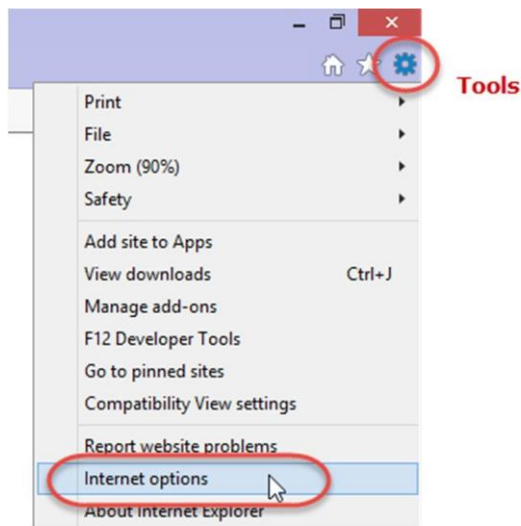 Tools
Print
File
Zoom (90%)
Safety
Add site to Apps
View downloads Ctrl+J
Manage add-ons
F12 Developer Tools
Go to pinned sites
Compatibility View settings
Report website problems
Internet options
About Internet Explorer